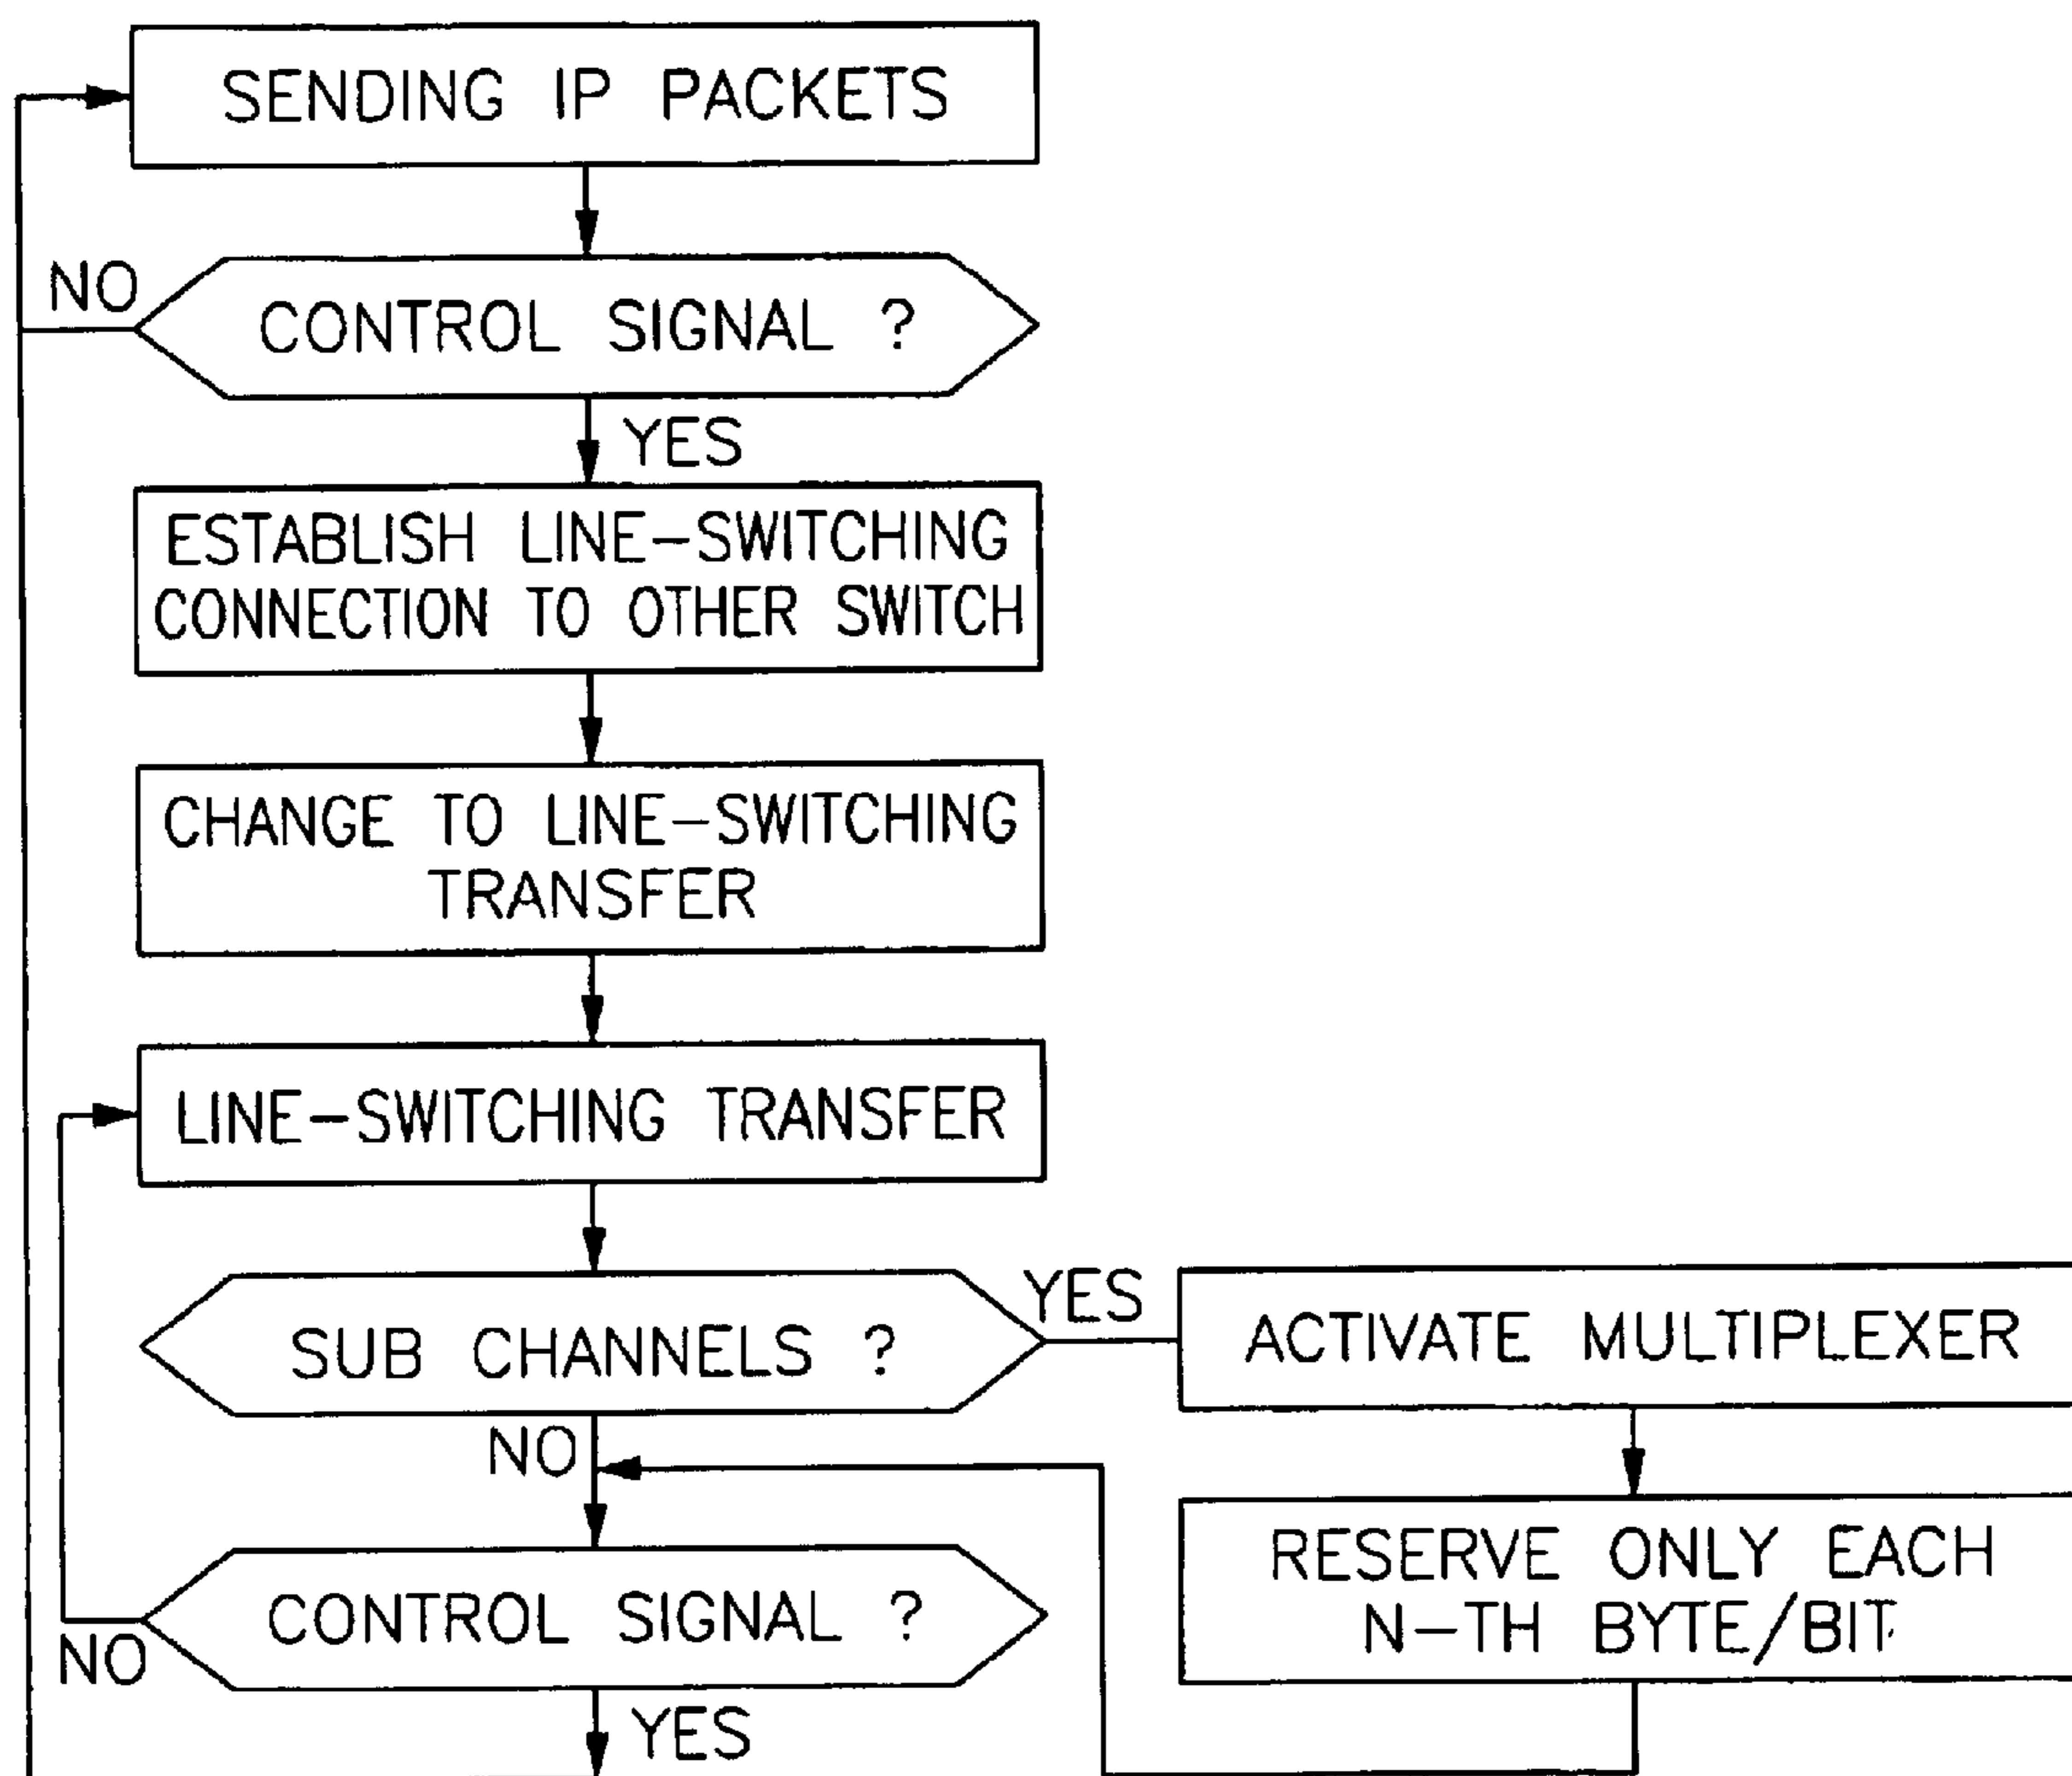 SENDING IP PACKETS
NO
CONTROL SIGNAL ?
YES
ESTABLISH LINE-SWITCHING
CONNECTION TO OTHER SWITCH
CHANGE TO LINE-SWITCHING
TRANSFER
LINE-SWITCHING TRANSFER
SUB CHANNELS ?
YES
ACTIVATE MULTIPLEXER
NO
RESERVE ONLY EACH
N-TH BYTE/BIT
CONTROL SIGNAL ?
NO
YES